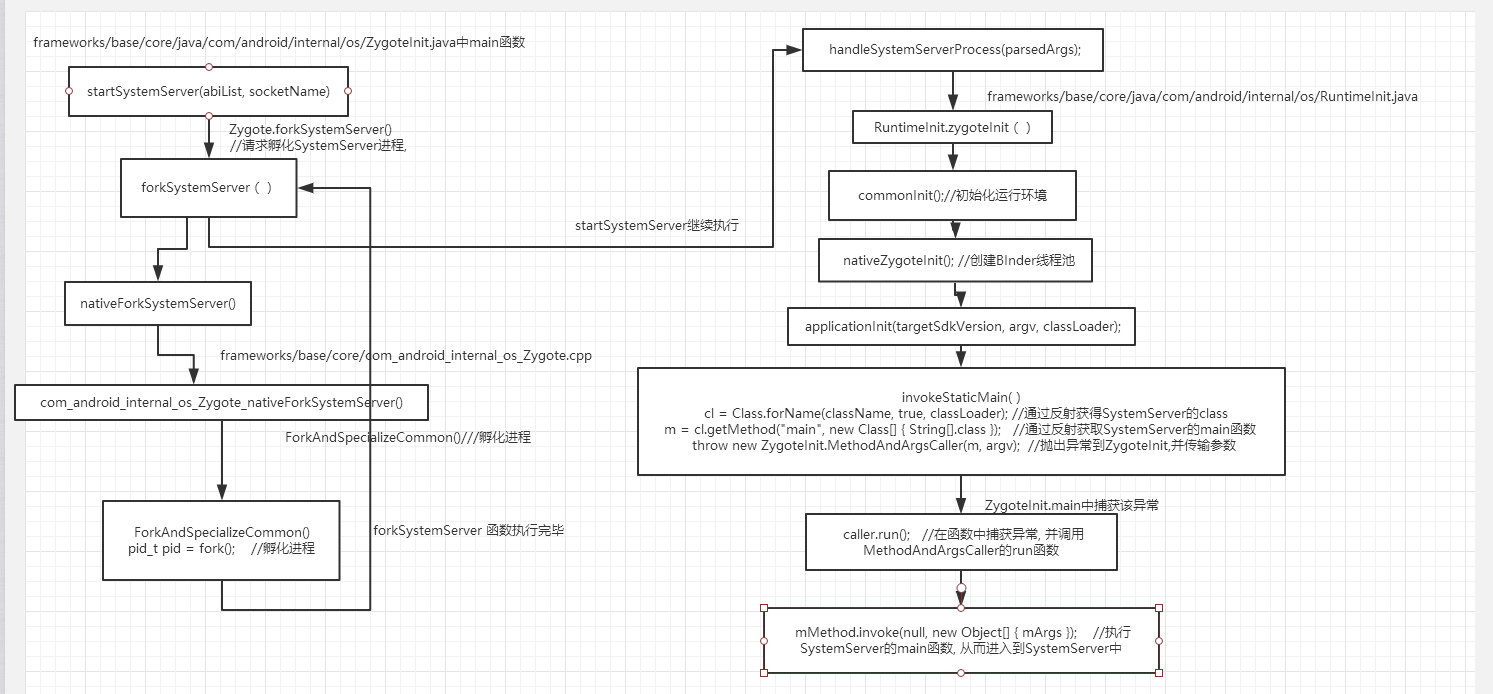 frameworks/base/core/java/com/android/internal/os/ZygoteInit.java中main函数
startSystemServer(abiList, socketName)
Zygote.forkSystemServer()
//请求孵化SystemServer进程,
forkSystemServer（ ）
nativeForkSystemServer()
frameworks/base/core/com_android_internal_os_Zygote.cpp
com_android_internal_os_Zygote_nativeForkSystemServer()
ForkAndSpecializeCommon()///孵化进程
ForkAndSpecializeCommon()
pid_t pid = fork(); //孵化进程
forkSystemServer 函数执行完毕
startSystemServer继续执行
handleSystemServerProcess(parsedArgs);
frameworks/base/core/java/com/android/internal/os/RuntimeInit.java
RuntimeInit.zygoteInit（ ）
commonInit();//初始化运行环境
nativeZygoteInit(); //创建BInder线程池
applicationInit(targetSdkVersion, argv, classLoader);
invokeStaticMain( )
cl = Class.forName(className, true, classLoader); //通过反射获得SystemServer的class
m = cl.getMethod("main", new Class[] { String[].class }); //通过反射获取SystemServer的main函数
throw new ZygoteInit.MethodAndArgsCaller(m, argv); //抛出异常到ZygoteInit,并传输参数
ZygoteInit.main中捕获该异常
caller.run(); //在函数中捕获异常, 并调用
MethodAndArgsCaller的run函数
mMethod.invoke(null, new Object[] { mArgs }); //执行
SystemServer的main函数, 从而进入到SystemServer中